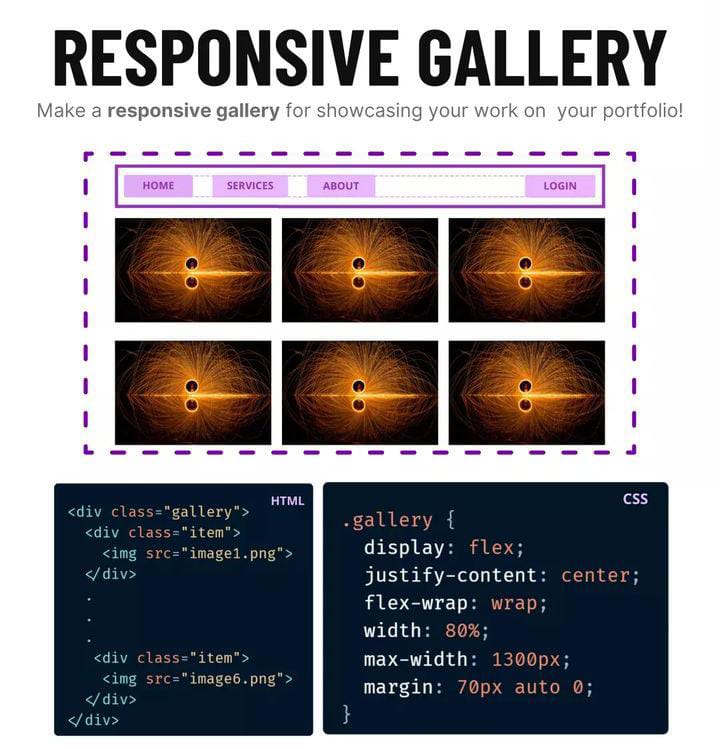 RESPONSIVE GALLERY
Make a responsive gallery for showcasing your work on your portfolio!
HOME SERVICES ABOUT LOGIN
HTML
<div class="gallery">
<div class="item">
<img src="image1.png">
</div>
.
.
.
<div class="item">
<img src="image6.png">
</div>
</div>
CSS
.gallery {
display: flex;
justify-content: center;
flex-wrap: wrap;
width: 80%;
max-width: 1300px;
margin: 70px auto 0;
}